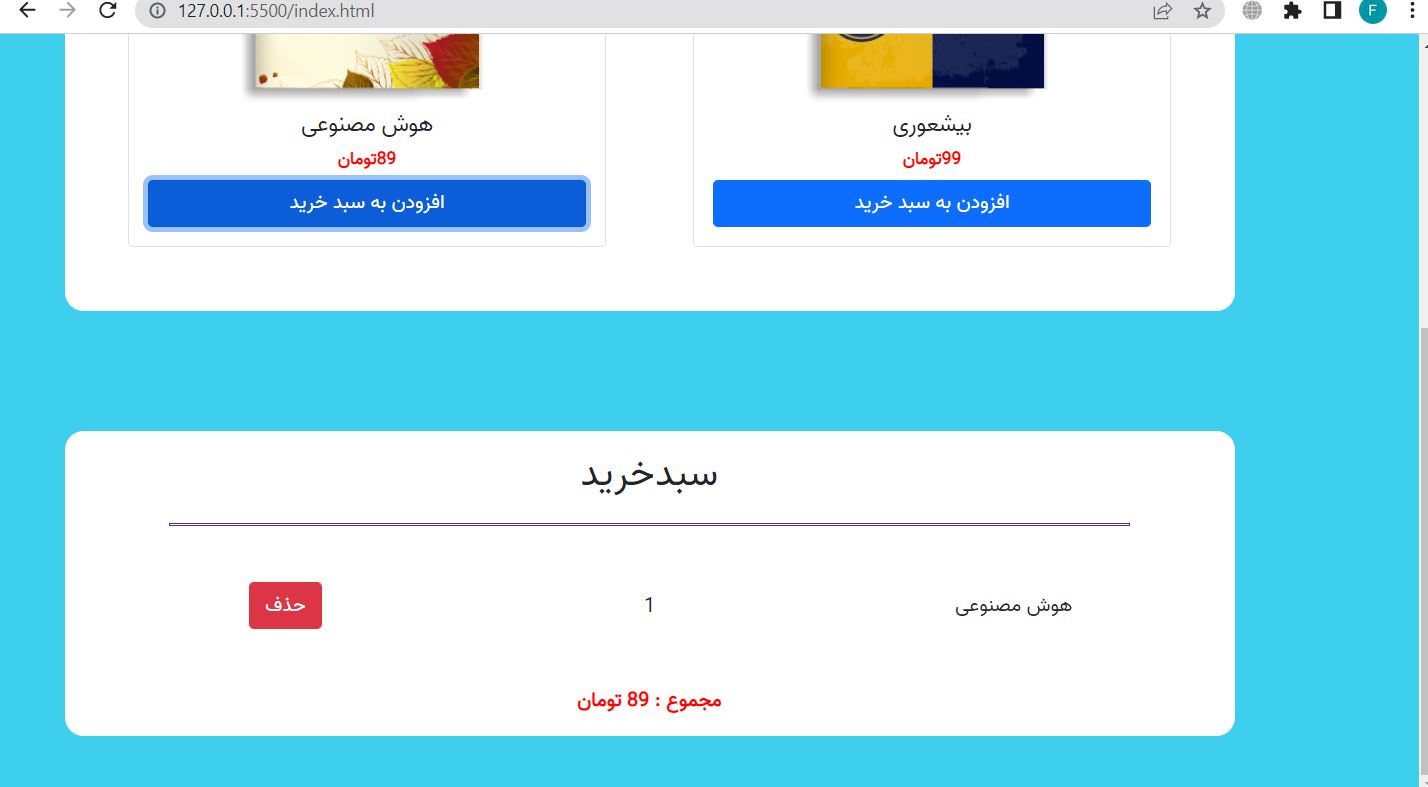 127.0.0.1:5500/index.html
F
بیشعوری
99تومان
افزودن به سبد خرید
هوش مصنوعی
89تومان
افزودن به سبد خرید
سبدخرید
هوش مصنوعی
1
حذف
مجموع : 89 تومان